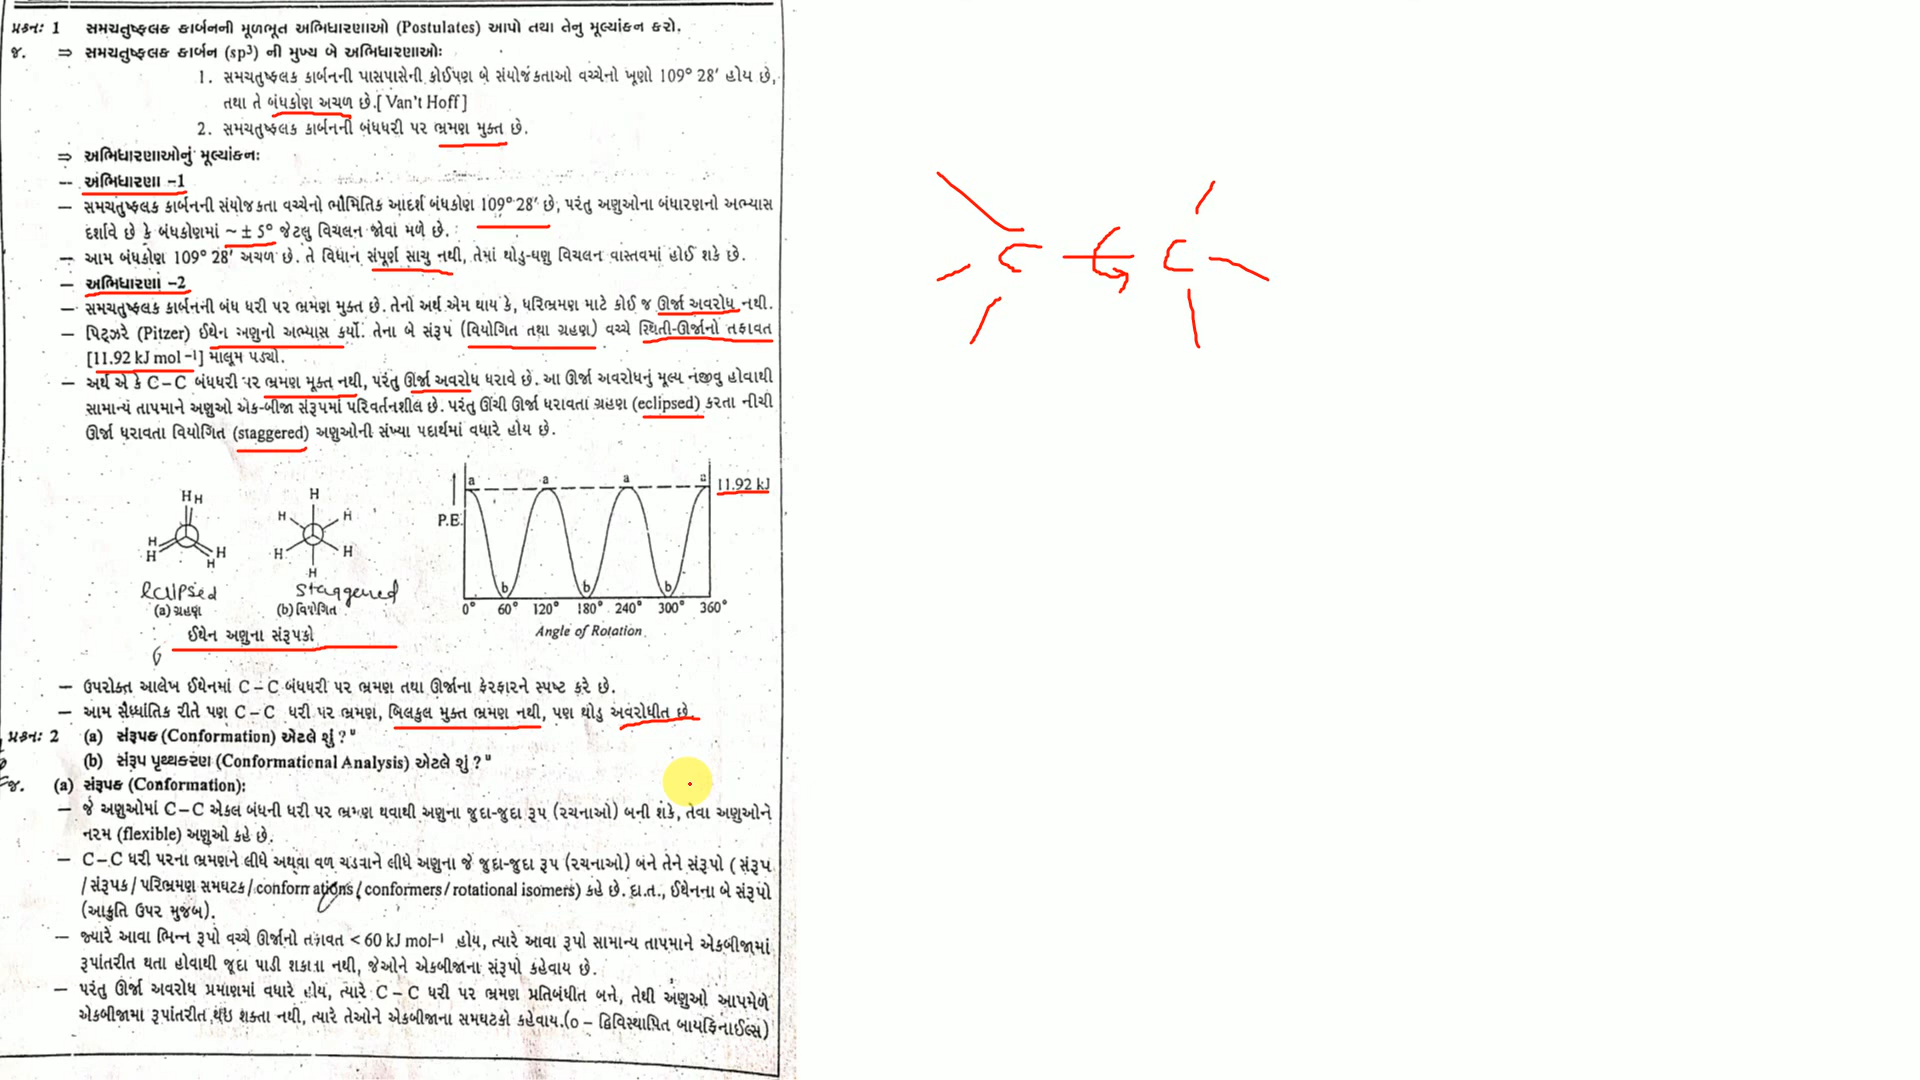 પ્રશ્નઃ 1 સમચતુષ્ફલક કાર્બનની મૂળભૂત અભિધારણાઓ (Postulates) આપો તથા તેનુ મૂલ્યાંકન કરો.
જ. ⇒ સમચતુષ્ફલક કાર્બન (sp³) ની મુખ્ય બે અભિધારણાઓઃ
1. સમચતુષ્ફલક કાર્બનની પાસપાસેની કોઈપણ બે સંયોજકતાઓ વચ્ચેનો ખૂણો 109° 28′ હોય છે,
તથા તે બંધકોણ અચળ છે.[ Van't Hoff ]
2. સમચતુષ્ફલક કાર્બનની બંધધરી પર ભ્રમણ મુક્ત છે.
⇒ અભિધારણાઓનું મૂલ્યાંકનઃ
– અભિધારણા –1
– સમચતુષ્ફલક કાર્બનની સંયોજકતા વચ્ચેનો ભૌમિતિક આદર્શ બંધકોણ 109° 28′ છે, પરંતુ અણુઓના બંધારણનો અભ્યાસ
દર્શાવે છે કે બંધકોણમાં ~ ± 5° જેટલુ વિચલન જોવા મળે છે.
– આમ બંધકોણ 109° 28′ અચળ છે. તે વિધાન સંપૂર્ણ સાચુ નથી, તેમાં થોડુ-ઘણુ વિચલન વાસ્તવમાં હોઈ શકે છે.
– અભિધારણા –2
– સમચતુષ્ફલક કાર્બનની બંધ ધરી પર ભ્રમણ મુક્ત છે. તેનો અર્થ એમ થાય કે, પરિભ્રમણ માટે કોઈ જ ઊર્જા અવરોધ નથી.
– પિટ્ઝરે (Pitzer) ઈથેન અણુનો અભ્યાસ કર્યો. તેના બે સંરૂપ (વિયોગિત તથા ગ્રહણ) વચ્ચે સ્થિતી-ઊર્જાનો તફાવત
[11.92 kJ mol⁻¹] માલૂમ પડ્યો.
– અર્થ એ કે C – C બંધધરી પર ભ્રમણ મૂક્ત નથી, પરંતુ ઊર્જા અવરોધ ધરાવે છે. આ ઊર્જા અવરોધનું મૂલ્ય નજીવુ હોવાથી
સામાન્ય તાપમાને અણુઓ એક-બીજા સંરૂપમાં પરિવર્તનશીલ છે. પરંતુ ઊંચી ઊર્જા ધરાવતા ગ્રહણ (eclipsed) કરતા નીચી
ઊર્જા ધરાવતા વિયોગિત (staggered) અણુઓની સંખ્યા પદાર્થમાં વધારે હોય છે.
H H
H H H H H
H H H H H
a a a a 11.92 kJ
P.E.
b b b
0° 60° 120° 180° 240° 300° 360°
Angle of Rotation
eclipsed staggered
(a) ગ્રહણ (b) વિયોગિત
ઈથેન અણુના સંરૂપકો
C C
– ઉપરોક્ત આલેખ ઈથેનમાં C – C બંધધરી પર ભ્રમણ તથા ઊર્જાના ફેરફારને સ્પષ્ટ કરે છે.
– આમ સૈધ્ધાંતિક રીતે પણ C – C ધરી પર ભ્રમણ, બિલકુલ મુક્ત ભ્રમણ નથી, પણ થોડુ અવરોધીત છે.
પ્રશ્નઃ 2 (a) સંરૂપક (Conformation) એટલે શું ?
(b) સંરૂપ પૃથ્થકરણ (Conformational Analysis) એટલે શું ?
જ. (a) સંરૂપક (Conformation):
– જે અણુઓમાં C – C એકલ બંધની ધરી પર ભ્રમણ થવાથી અણુના જુદા-જુદા રૂપ (રચનાઓ) બની શકે, તેવા અણુઓને
નરમ (flexible) અણુઓ કહે છે.
– C – C ધરી પરના ભ્રમણને લીધે અથવા વળ ચડવાને લીધે અણુના જે જુદા-જુદા રૂપ (રચનાઓ) બને તેને સંરૂપો ( સંરૂપ
/ સંરૂપક / પરિભ્રમણ સમઘટક / conformations / conformers / rotational isomers) કહે છે. દા.ત., ઈથેનના બે સંરૂપો
(આકૃતિ ઉપર મુજબ).
– જ્યારે આવા ભિન્ન રૂપો વચ્ચે ઊર્જાનો તફાવત < 60 kJ mol⁻¹ હોય, ત્યારે આવા રૂપો સામાન્ય તાપમાને એકબીજામાં
રૂપાંતરીત થતા હોવાથી જૂદા પાડી શકાતા નથી, જેઓને એકબીજાના સંરૂપો કહેવાય છે.
– પરંતુ ઊર્જા અવરોધ પ્રમાણમાં વધારે હોય, ત્યારે C – C ધરી પર ભ્રમણ પ્રતિબંધીત બને, તેથી અણુઓ આપમેળે
એકબીજામાં રૂપાંતરીત થઇ શકતા નથી, ત્યારે તેઓને એકબીજાના સમઘટકો કહેવાય.(o – દ્વિવિસ્થાપિત બાયફિનાઈલ્સ)